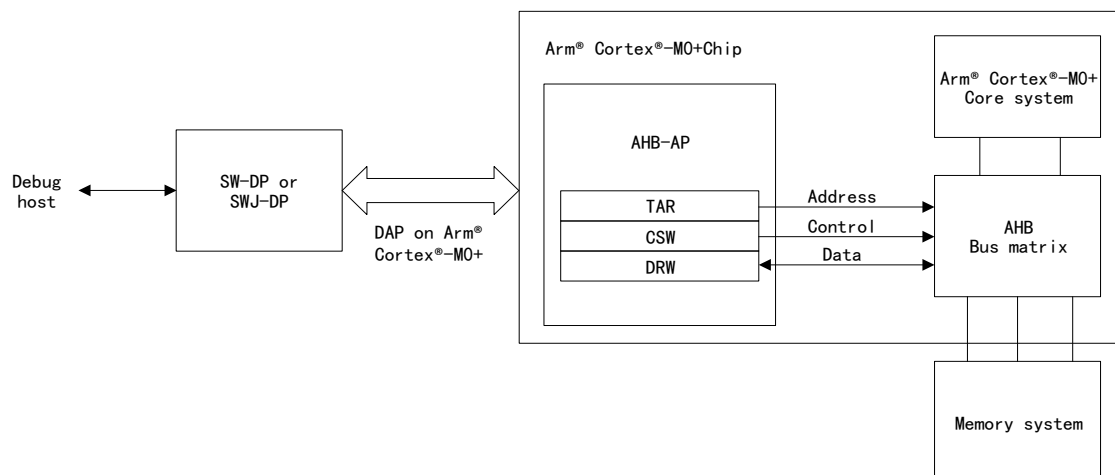 Arm® Cortex®-M0+Chip
Arm® Cortex®-M0+
Core system
AHB-AP
SW-DP or
SWJ-DP
Debug
host
TAR
Address
CSW
Control
DRW
Data
AHB
Bus matrix
DAP on Arm®
Cortex®-M0+
Memory system